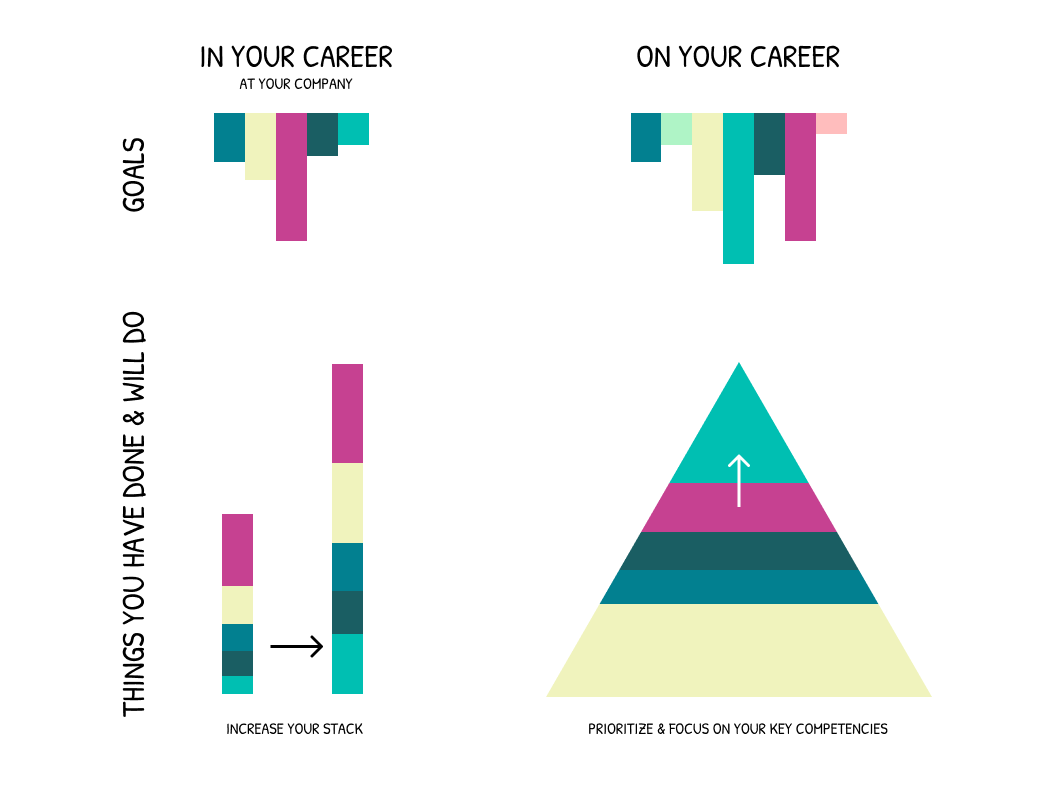 IN YOUR CAREER
AT YOUR COMPANY
ON YOUR CAREER
GOALS
THINGS YOU HAVE DONE & WILL DO
INCREASE YOUR STACK
PRIORITIZE & FOCUS ON YOUR KEY COMPETENCIES